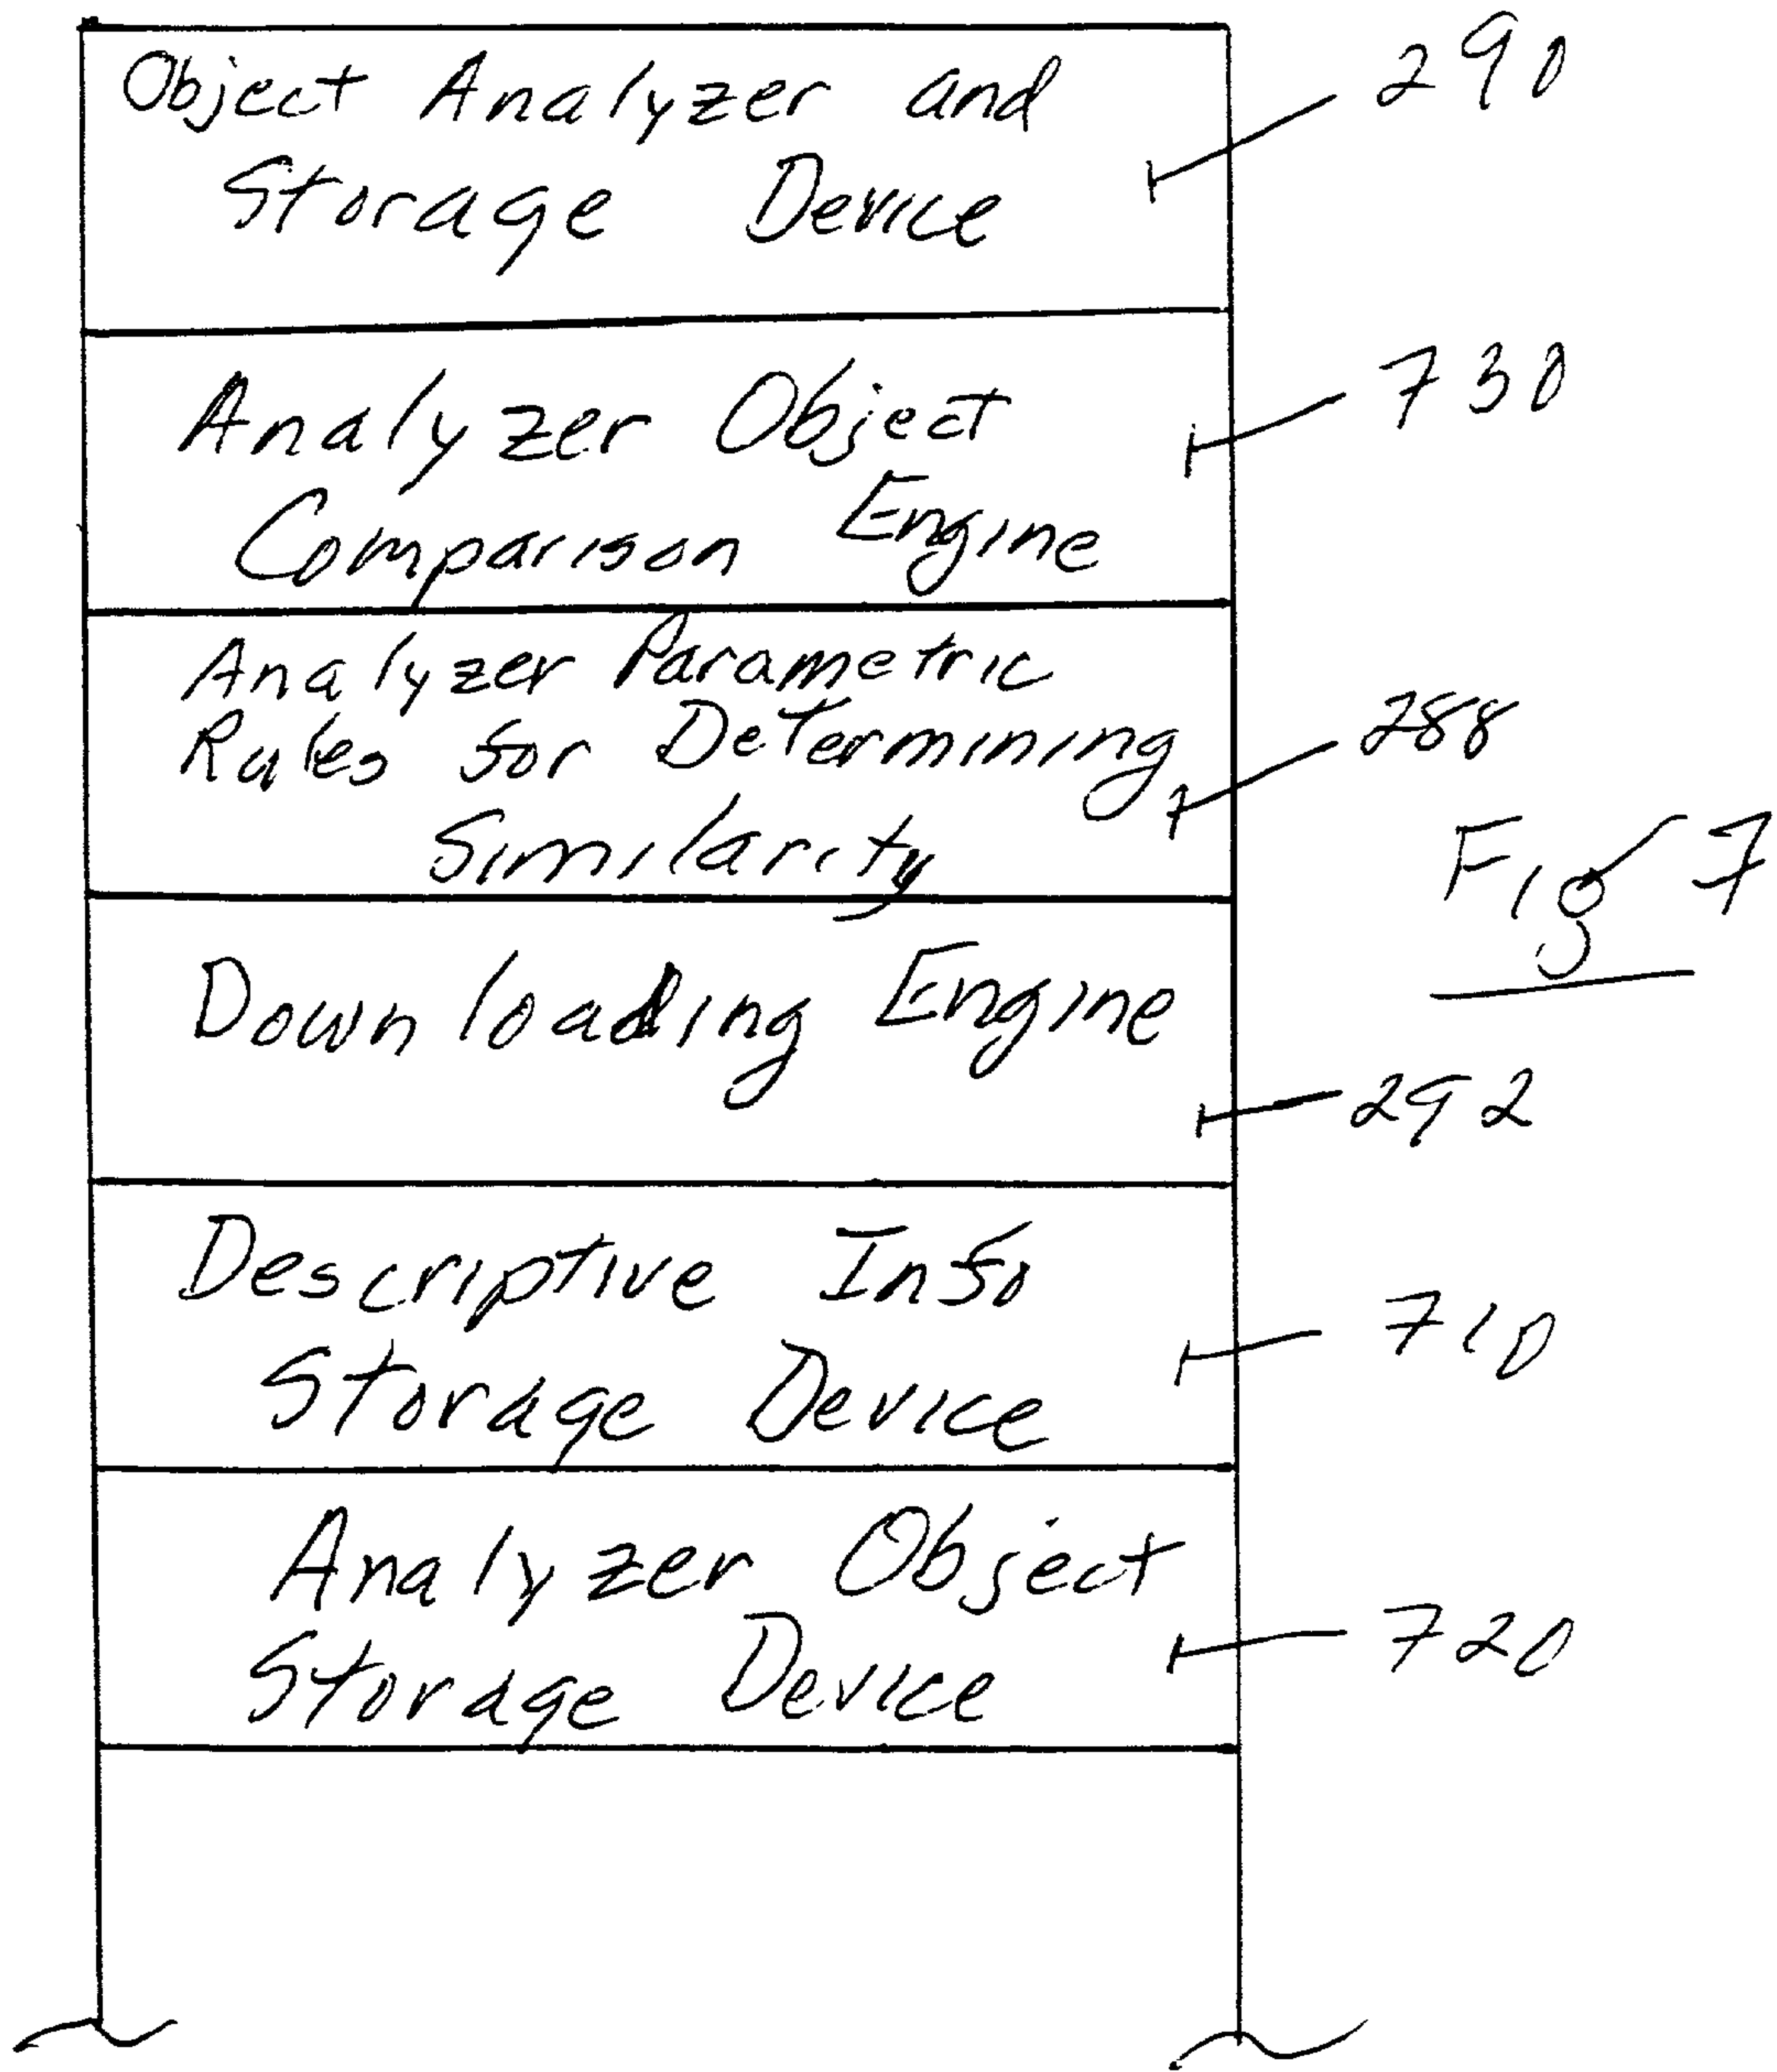 Object Analyzer and
Storage Device
290
Analyzer Object
Comparison Engine
730
Analyzer Parametric
Rules for Determining
Similarity
288
Fig 7
Downloading Engine
292
Descriptive Info
Storage Device
710
Analyzer Object
Storage Device
720